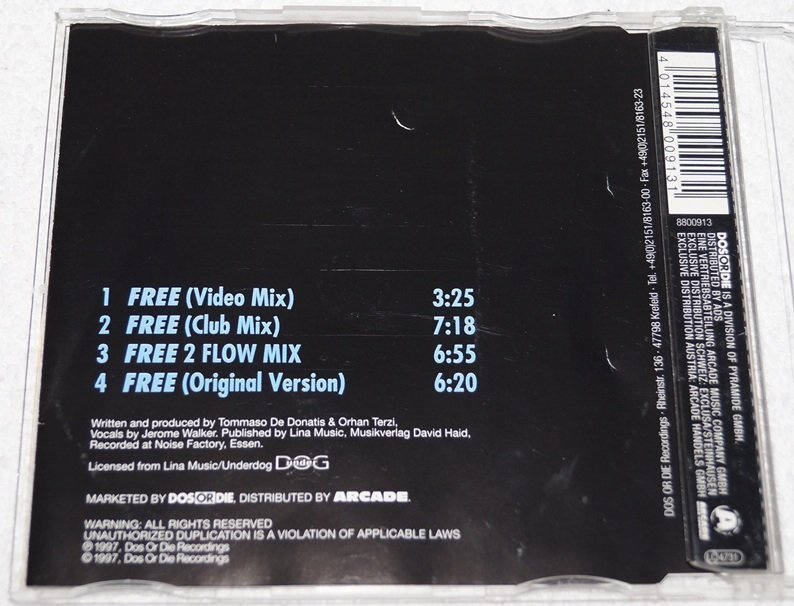 1 FREE (Video Mix) 3:25
2 FREE (Club Mix) 7:18
3 FREE 2 FLOW MIX 6:55
4 FREE (Original Version) 6:20
Written and produced by Tommaso De Donatis & Orhan Terzi,
Vocals by Jerome Walker. Published by Lina Music, Musikverlag David Haid,
Recorded at Noise Factory, Essen.
Licensed from Lina Music/Underdog UNDER DOG
MARKETED BY DOS OR DIE, DISTRIBUTED BY ARCADE.
WARNING: ALL RIGHTS RESERVED
UNAUTHORIZED DUPLICATION IS A VIOLATION OF APPLICABLE LAWS
℗ 1997, Dos Or Die Recordings
© 1997, Dos Or Die Recordings
DOS OR DIE Recordings · Rheinstr. 136 · 47798 Krefeld · Tel. +49(0)2151/8163-00 · Fax +49(0)2151/8163-23
4 014548 009131
8800913
DOS OR DIE IS A DIVISION OF PYRAMIDE GMBH.
DISTRIBUTED BY ADS
EINE VERTRIEBSABTEILUNG ARCADE MUSIC COMPANY GMBH
EXCLUSIVE DISTRIBUTION SCHWEIZ: EXCLUSA/STEINHAUSEN
EXCLUSIVE DISTRIBUTION AUSTRIA: ARCADE HANDELS GMBH
A
ARCADE
LC 4731